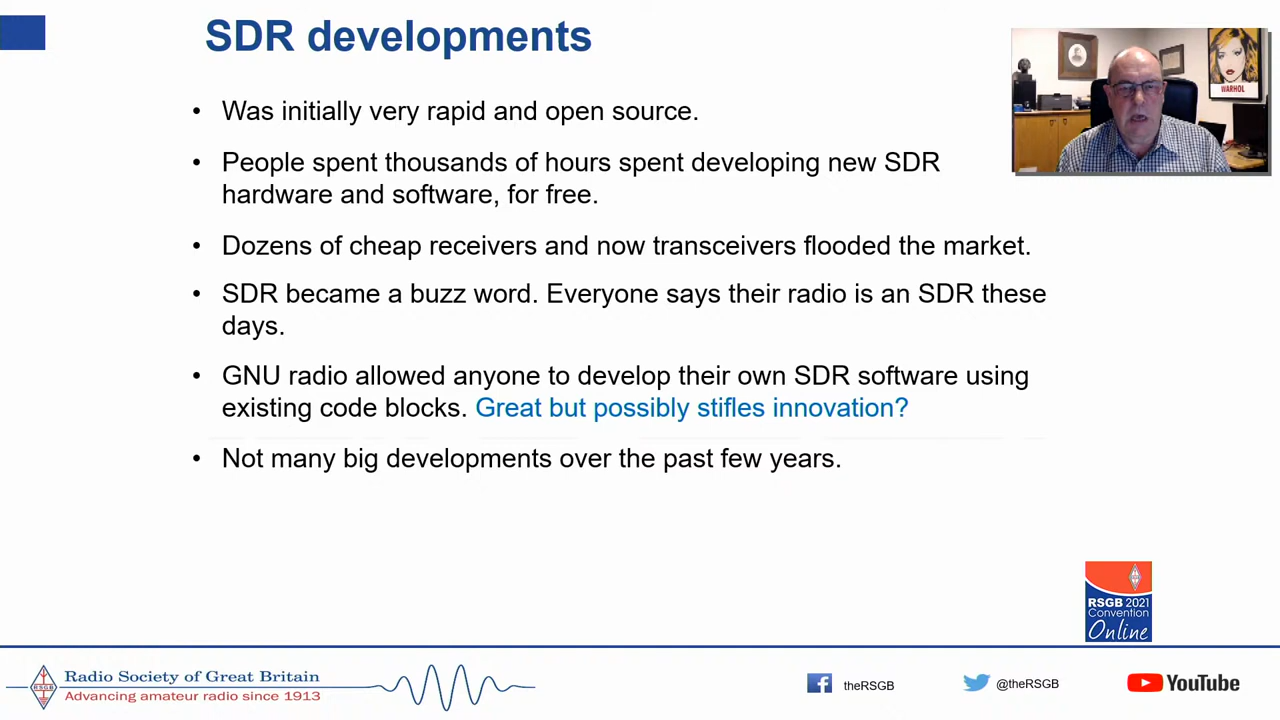 SDR developments
• Was initially very rapid and open source.
• People spent thousands of hours spent developing new SDR
hardware and software, for free.
• Dozens of cheap receivers and now transceivers flooded the market.
• SDR became a buzz word. Everyone says their radio is an SDR these
days.
• GNU radio allowed anyone to develop their own SDR software using
existing code blocks. Great but possibly stifles innovation?
• Not many big developments over the past few years.
WARHOL
RSGB 2021
Convention
Online
RSGB
Radio Society of Great Britain
Advancing amateur radio since 1913
theRSGB
@theRSGB
YouTube